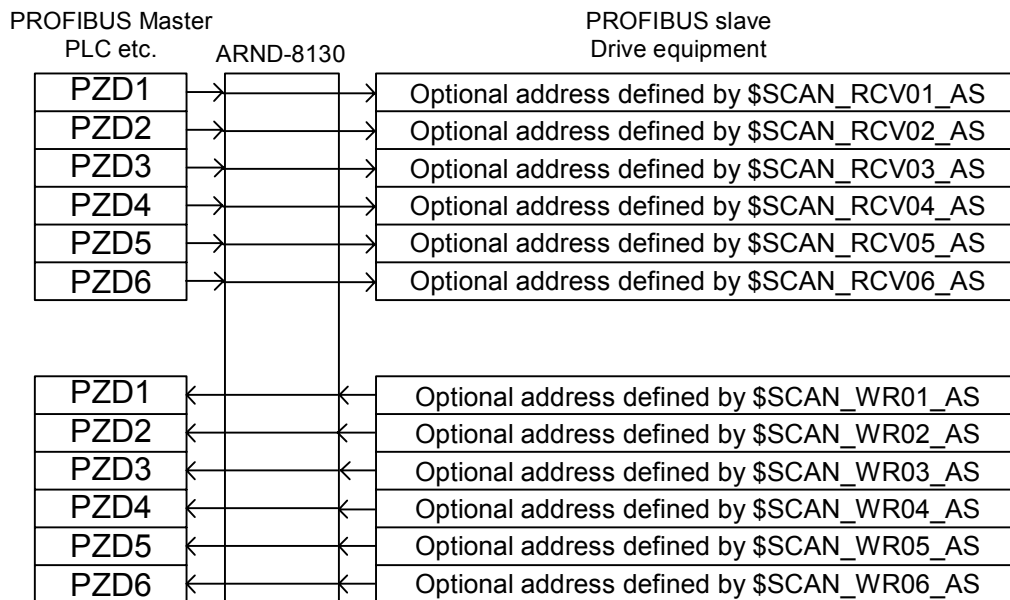 PROFIBUS Master
PLC etc.
ARND-8130
PROFIBUS slave
Drive equipment
PZD1 Optional address defined by $SCAN_RCV01_AS
PZD2 Optional address defined by $SCAN_RCV02_AS
PZD3 Optional address defined by $SCAN_RCV03_AS
PZD4 Optional address defined by $SCAN_RCV04_AS
PZD5 Optional address defined by $SCAN_RCV05_AS
PZD6 Optional address defined by $SCAN_RCV06_AS
PZD1 Optional address defined by $SCAN_WR01_AS
PZD2 Optional address defined by $SCAN_WR02_AS
PZD3 Optional address defined by $SCAN_WR03_AS
PZD4 Optional address defined by $SCAN_WR04_AS
PZD5 Optional address defined by $SCAN_WR05_AS
PZD6 Optional address defined by $SCAN_WR06_AS